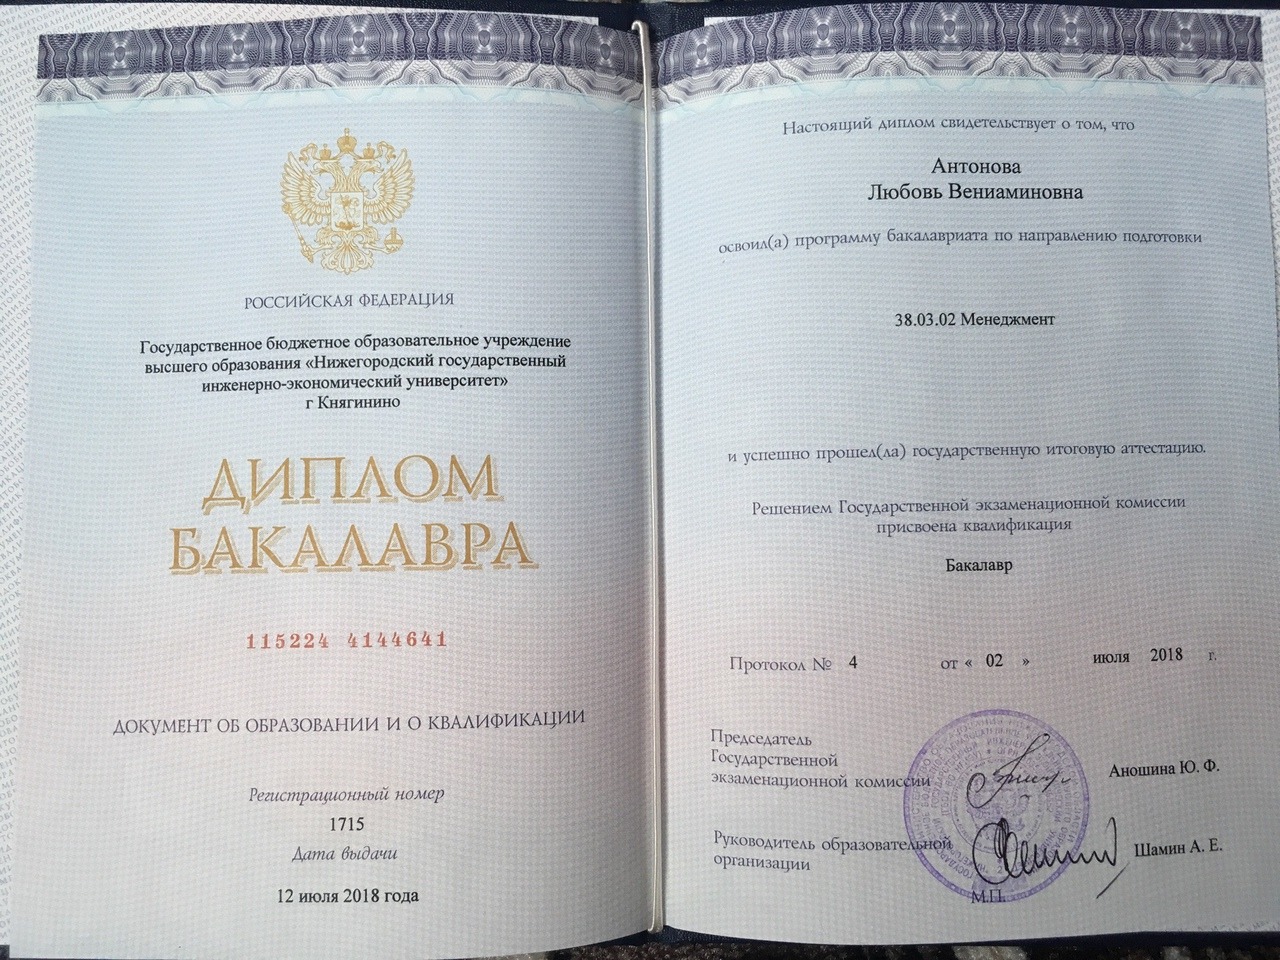 РОССИЙСКАЯ ФЕДЕРАЦИЯ
Государственное бюджетное образовательное учреждение
высшего образования «Нижегородский государственный
инженерно-экономический университет»
г Княгинино
ДИПЛОМ
БАКАЛАВРА
115224 4144641
ДОКУМЕНТ ОБ ОБРАЗОВАНИИ И О КВАЛИФИКАЦИИ
Регистрационный номер
1715
Дата выдачи
12 июля 2018 года
Настоящий диплом свидетельствует о том, что
Антонова
Любовь Вениаминовна
освоил(а) программу бакалавриата по направлению подготовки
38.03.02 Менеджмент
и успешно прошел(ла) государственную итоговую аттестацию.
Решением Государственной экзаменационной комиссии
присвоена квалификация
Бакалавр
Протокол № 4 от « 02 » июля 2018 г.
Председатель
Государственной
экзаменационной комиссии
Аношина Ю. Ф.
Руководитель образовательной
организации
Шамин А. Е.
М.П.